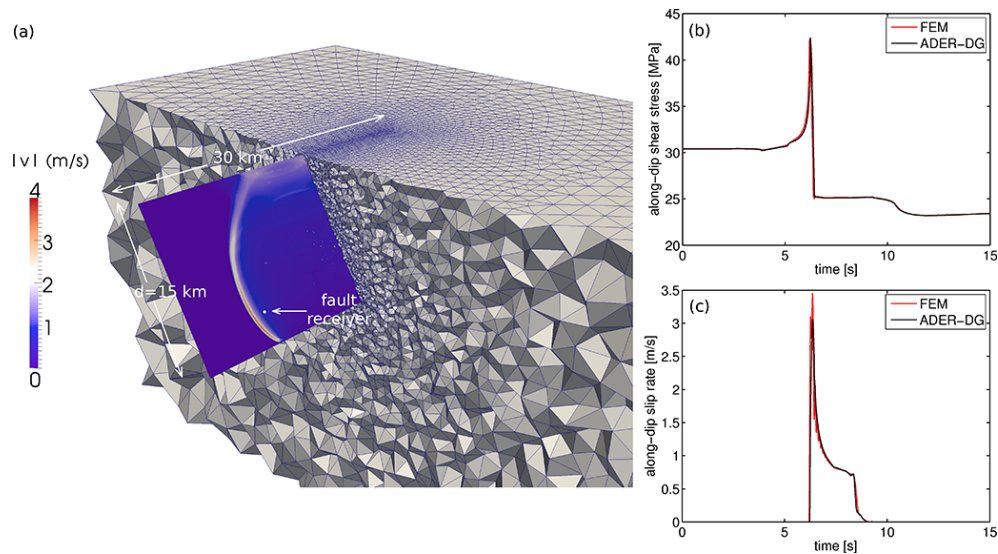 (a)
30 km
|v| (m/s)
4
3
2
1
0
d=15 km
fault
receiver
(b)
FEM
ADER-DG
along-dip shear stress [MPa]
45
40
35
30
25
20
0
5
10
15
time [s]
(c)
FEM
ADER-DG
along-dip slip rate [m/s]
3.5
3
2.5
2
1.5
1
0.5
0
0
5
10
15
time [s]